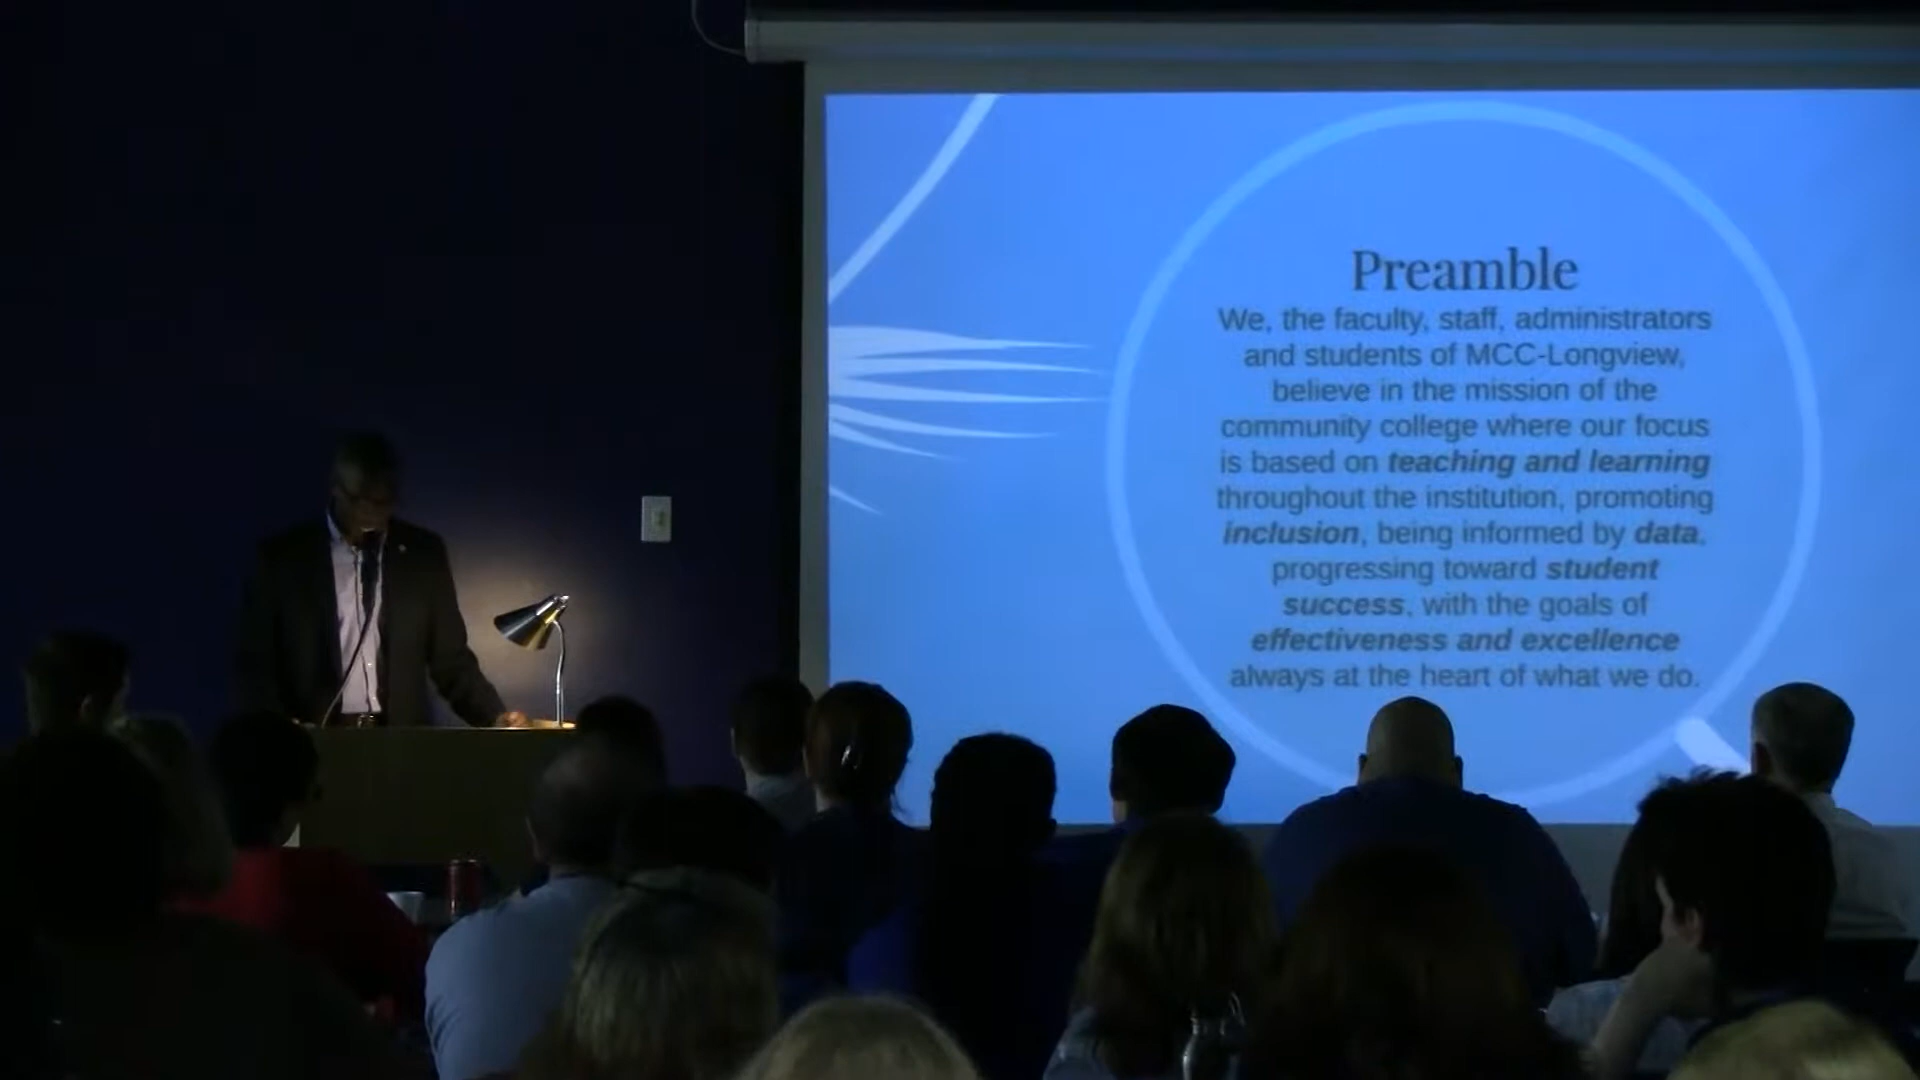 Preamble
We, the faculty, staff, administrators
and students of MCC-Longview,
believe in the mission of the
community college where our focus
is based on teaching and learning
throughout the institution, promoting
inclusion, being informed by data,
progressing toward student
success, with the goals of
effectiveness and excellence
always at the heart of what we do.